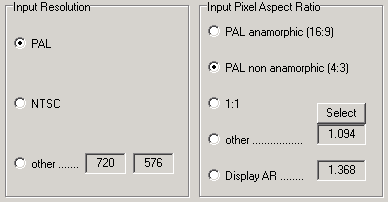 Input Resolution
PAL
NTSC
other ....... 720 576
Input Pixel Aspect Ratio
PAL anamorphic (16:9)
PAL non anamorphic (4:3)
1:1
Select
other ................. 1.094
Display AR ........ 1.368